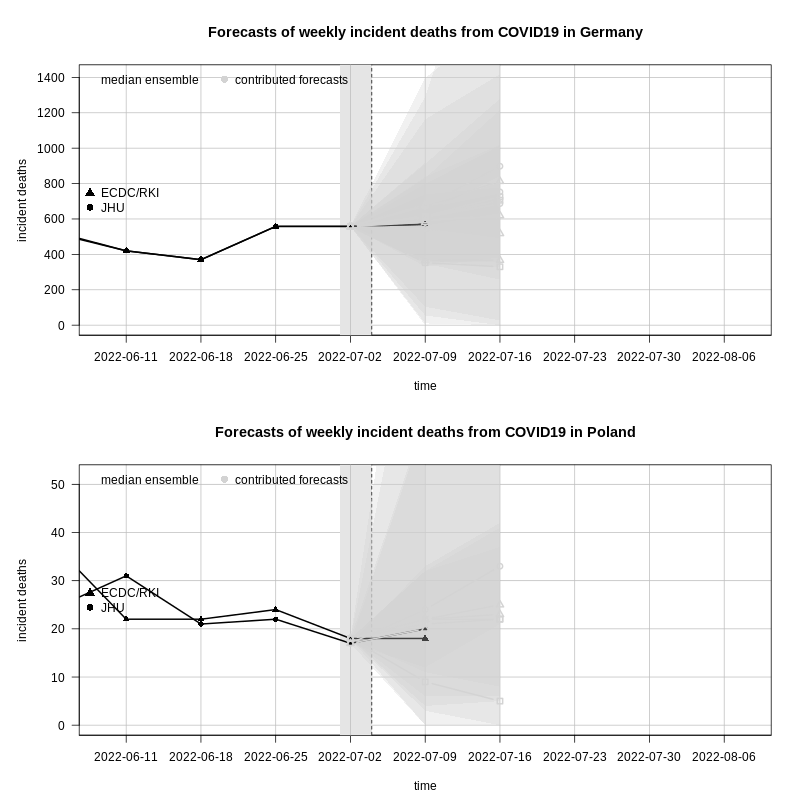 Forecasts of weekly incident deaths from COVID19 in Germany
median ensemble contributed forecasts
ECDC/RKI
JHU
incident deaths
1400
1200
1000
800
600
400
200
0
2022-06-11 2022-06-18 2022-06-25 2022-07-02 2022-07-09 2022-07-16 2022-07-23 2022-07-30 2022-08-06
time
Forecasts of weekly incident deaths from COVID19 in Poland
median ensemble contributed forecasts
ECDC/RKI
JHU
incident deaths
50
40
30
20
10
0
2022-06-11 2022-06-18 2022-06-25 2022-07-02 2022-07-09 2022-07-16 2022-07-23 2022-07-30 2022-08-06
time